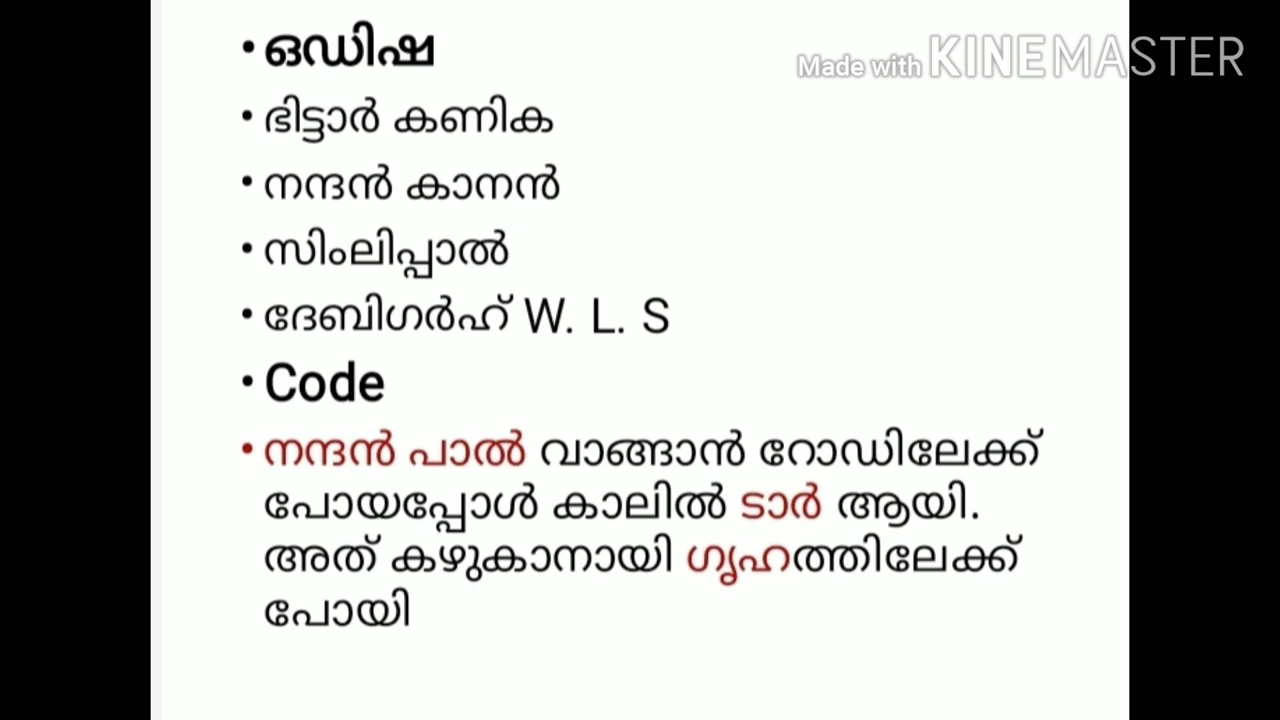 • ഒഡിഷ
Made with KINEMASTER
• ഭിട്ടാർ കണിക
• നന്ദൻ കാനൻ
• സിംലിപ്പാൽ
• ദേബിഗർഹ് W. L. S
• Code
• നന്ദൻ പാൽ വാങ്ങാൻ റോഡിലേക്ക്
പോയപ്പോൾ കാലിൽ ടാർ ആയി.
അത് കഴുകാനായി ഗൃഹത്തിലേക്ക്
പോയി